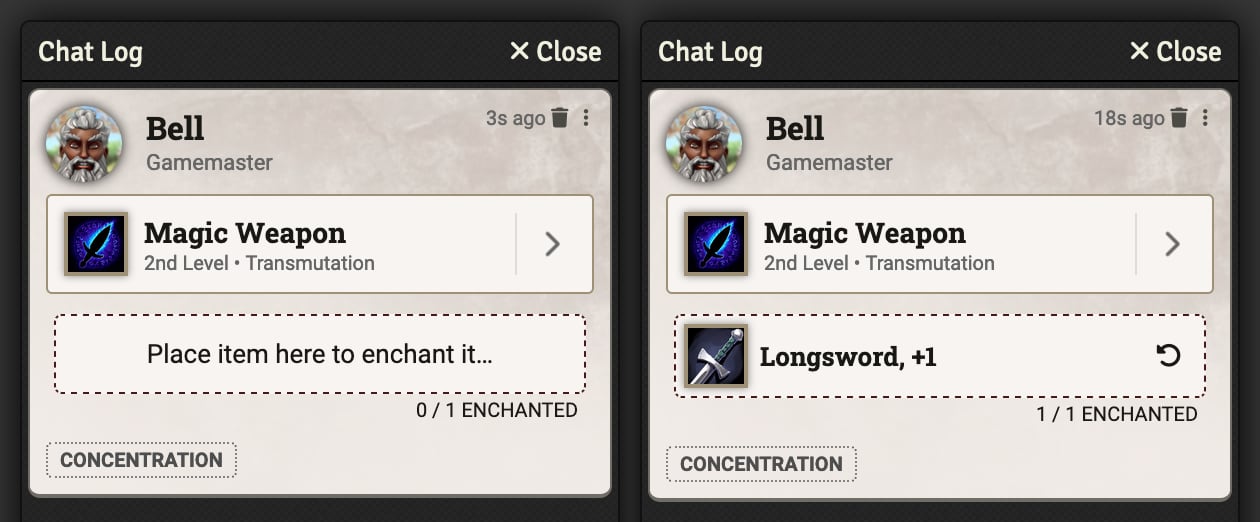 Chat Log
✕ Close
Bell
3s ago
Gamemaster
Magic Weapon
2nd Level • Transmutation
Place item here to enchant it...
0 / 1 ENCHANTED
CONCENTRATION
Chat Log
✕ Close
Bell
18s ago
Gamemaster
Magic Weapon
2nd Level • Transmutation
Longsword, +1
1 / 1 ENCHANTED
CONCENTRATION